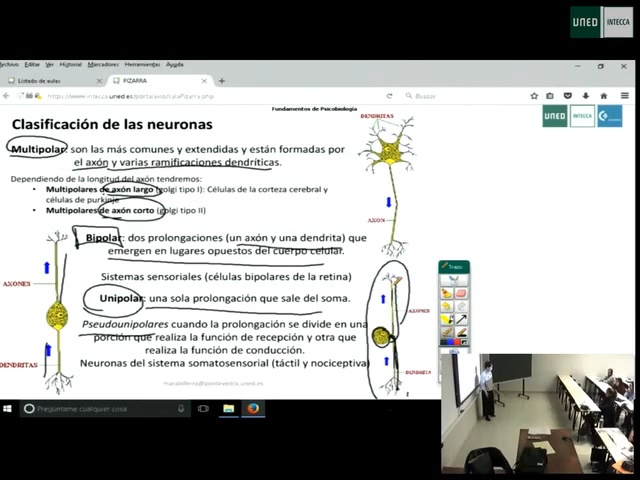 UNED INTECCA
Archivo Editar Ver Historial Marcadores Herramientas Ayuda
Listado de aulas
PIZARRA
Buscar
Fundamentos de Psicobiología
Clasificación de las neuronas
UNED INTECCA
DENDRITAS
Multipolar: son las más comunes y extendidas y están formadas por
el axón y varias ramificaciones dendríticas.
Dependiendo de la longitud del axón tendremos:
• Multipolares de axón largo (golgi tipo I): Células de la corteza cerebral y
células de purkinje
• Multipolares de axón corto (golgi tipo II)
AXÓN
Bipolar: dos prolongaciones (un axón y una dendrita) que
emergen en lugares opuestos del cuerpo celular.
Sistemas sensoriales (células bipolares de la retina)
AXONES
Unipolar: una sola prolongación que sale del soma.
AXONES
Pseudounipolares cuando la prolongación se divide en una
porción que realiza la función de recepción y otra que
realiza la función de conducción.
Neuronas del sistema somatosensorial (táctil y nociceptiva)
DENDRITAS
Trazo
Pregúntame cualquier cosa